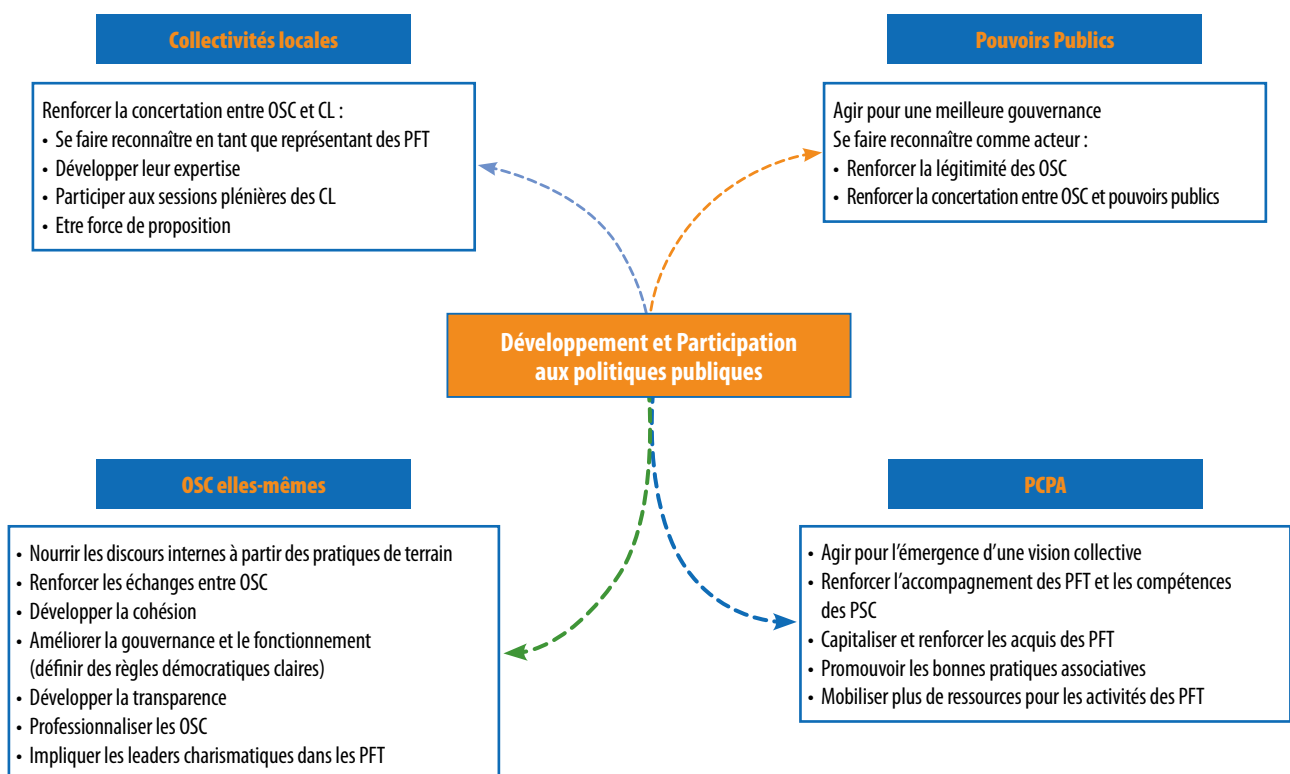 Collectivités locales
Renforcer la concertation entre OSC et CL :
• Se faire reconnaître en tant que représentant des PFT
• Développer leur expertise
• Participer aux sessions plénières des CL
• Etre force de proposition
Pouvoirs Publics
Agir pour une meilleure gouvernance
Se faire reconnaître comme acteur :
• Renforcer la légitimité des OSC
• Renforcer la concertation entre OSC et pouvoirs publics
Développement et Participation
aux politiques publiques
OSC elles-mêmes
• Nourrir les discours internes à partir des pratiques de terrain
• Renforcer les échanges entre OSC
• Développer la cohésion
• Améliorer la gouvernance et le fonctionnement
(définir des règles démocratiques claires)
• Développer la transparence
• Professionnaliser les OSC
• Impliquer les leaders charismatiques dans les PFT
PCPA
• Agir pour l’émergence d’une vision collective
• Renforcer l’accompagnement des PFT et les compétences
des PSC
• Capitaliser et renforcer les acquis des PFT
• Promouvoir les bonnes pratiques associatives
• Mobiliser plus de ressources pour les activités des PFT